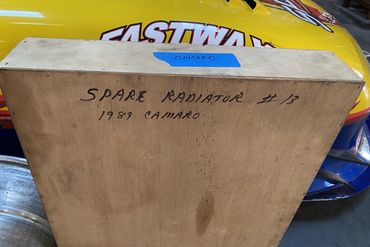 FASTWAY
CAMARO
SPARE RADIATOR # 13
1989 CAMARO